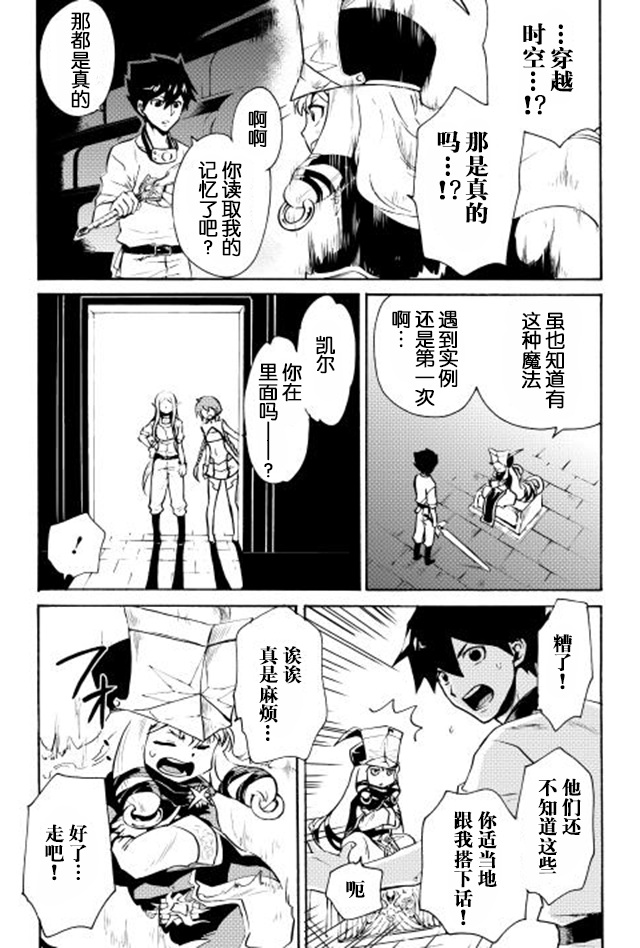 …穿越
时空…!?
那是真的
吗…!?
啊啊
你读取我的
记忆了吧？
那都是真的
虽也知道有
这种魔法
遇到实例
还是第一次
啊…
凯尔
你在
里面吗——？
！
糟了！
他们还
不知道这些
你适当地
跟我搭下话！
呃
诶诶
真是麻烦…
好了…
走吧！